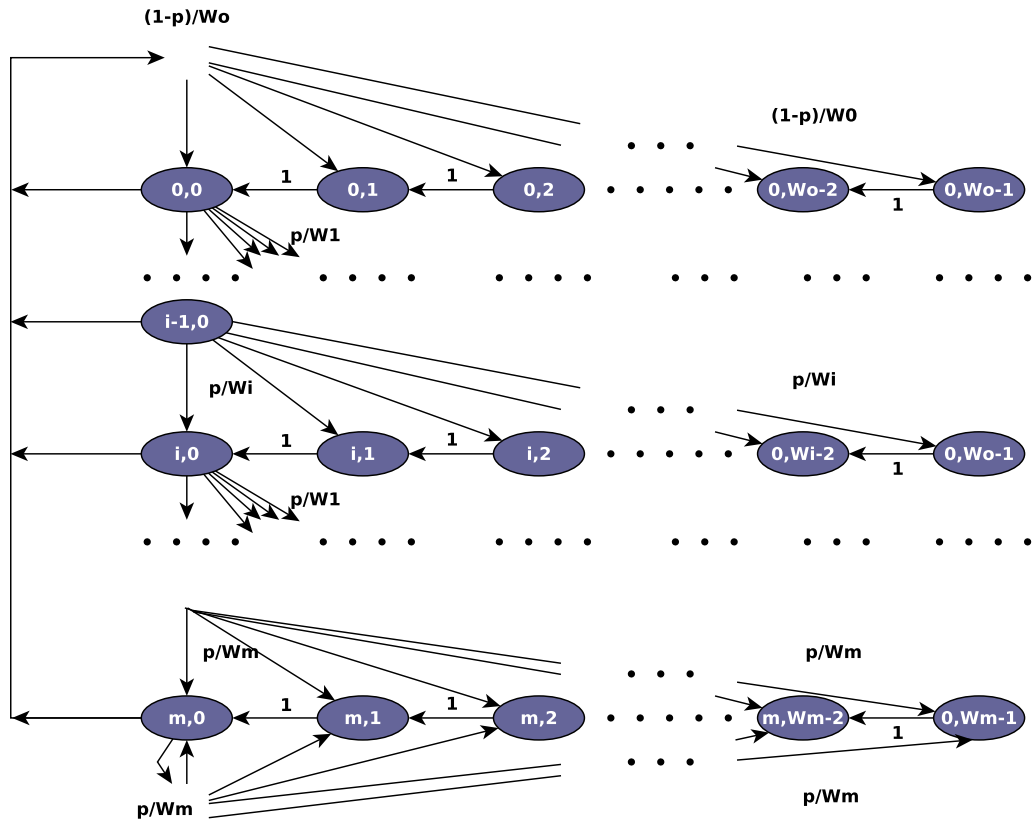 (1-p)/Wo
(1-p)/W0
0,0 1 0,1 1 0,2 0,Wo-2 1 0,Wo-1
p/W1
i-1,0
p/Wi p/Wi
i,0 1 i,1 1 i,2 0,Wi-2 1 0,Wo-1
p/W1
p/Wm p/Wm
m,0 1 m,1 1 m,2 m,Wm-2 1 0,Wm-1
p/Wm p/Wm